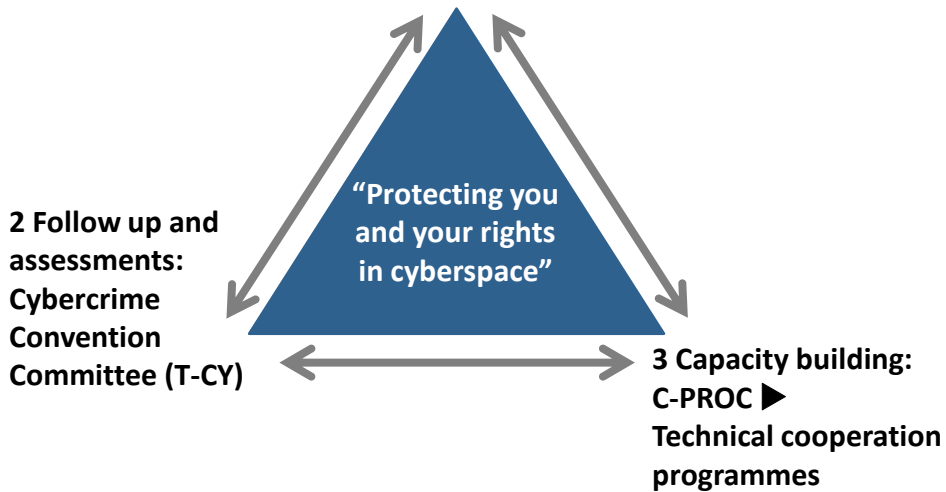 “Protecting you
and your rights
in cyberspace”
2 Follow up and
assessments:
Cybercrime
Convention
Committee (T-CY)
3 Capacity building:
C-PROC ▶
Technical cooperation
programmes